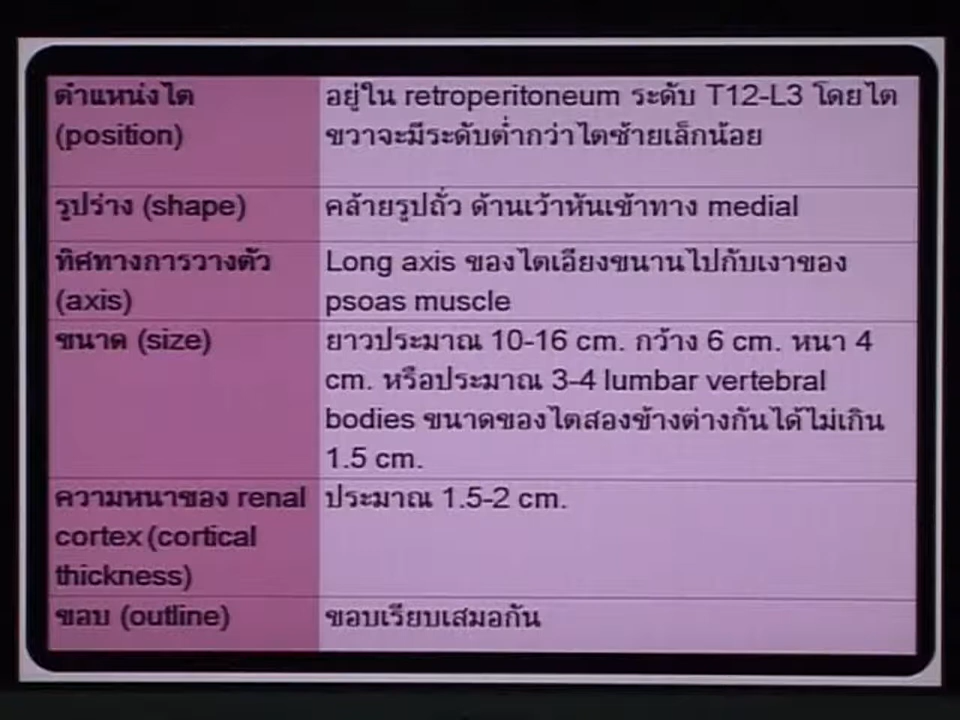 ตำแหน่งไต
(position)
อยู่ใน retroperitoneum ระดับ T12-L3 โดยไต
ขวาจะมีระดับต่ำกว่าไตซ้ายเล็กน้อย
รูปร่าง (shape)
คล้ายรูปถั่ว ด้านเว้าหันเข้าทาง medial
ทิศทางการวางตัว
(axis)
Long axis ของไตเอียงขนานไปกับเงาของ
psoas muscle
ขนาด (size)
ยาวประมาณ 10-16 cm. กว้าง 6 cm. หนา 4
cm. หรือประมาณ 3-4 lumbar vertebral
bodies ขนาดของไตสองข้างต่างกันได้ไม่เกิน
1.5 cm.
ความหนาของ renal
cortex (cortical
thickness)
ประมาณ 1.5-2 cm.
ขอบ (outline)
ขอบเรียบเสมอกัน